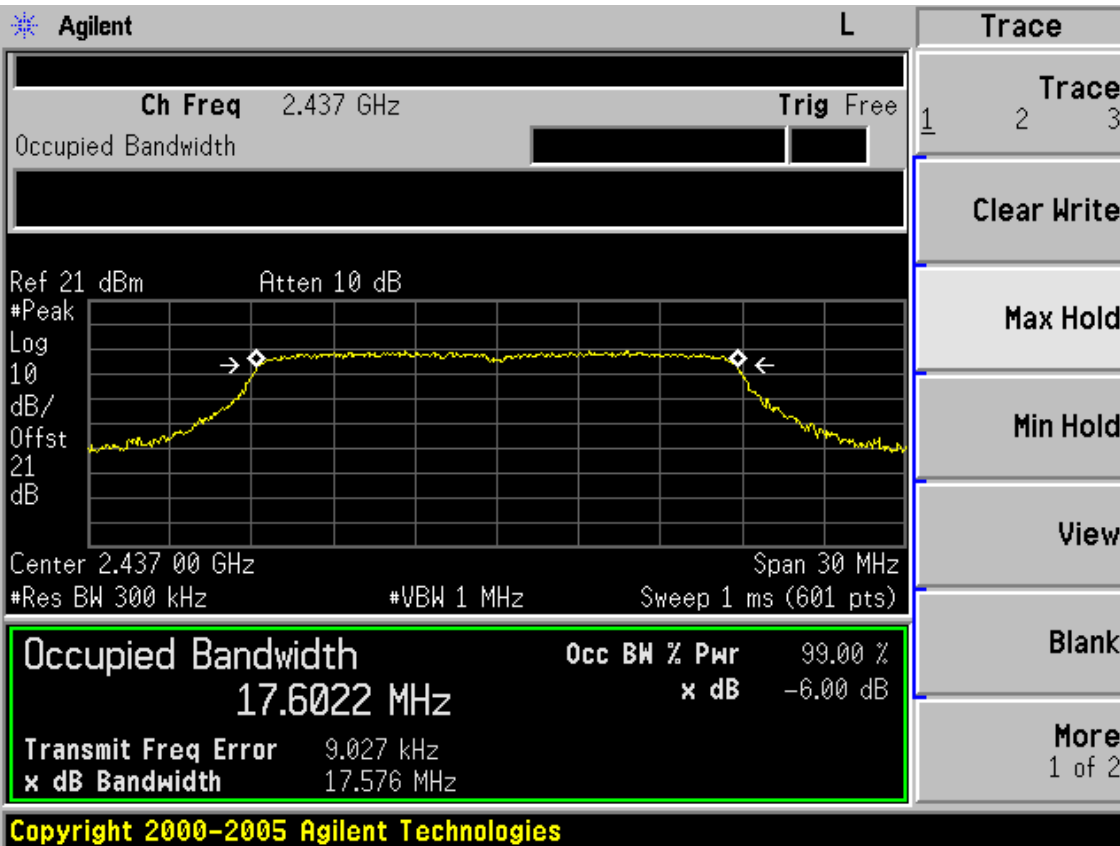 Agilent L Trace
Ch Freq 2.437 GHz Trig Free
Occupied Bandwidth
Trace
1 2 3
Clear Write
Max Hold
Min Hold
View
Blank
More
1 of 2
Ref 21 dBm Atten 10 dB
#Peak
Log
10
dB/
Offst
21
dB
Center 2.437 00 GHz Span 30 MHz
#Res BW 300 kHz #VBW 1 MHz Sweep 1 ms (601 pts)
Occupied Bandwidth Occ BW % Pwr 99.00 %
17.6022 MHz x dB -6.00 dB
Transmit Freq Error 9.027 kHz
x dB Bandwidth 17.576 MHz
Copyright 2000-2005 Agilent Technologies